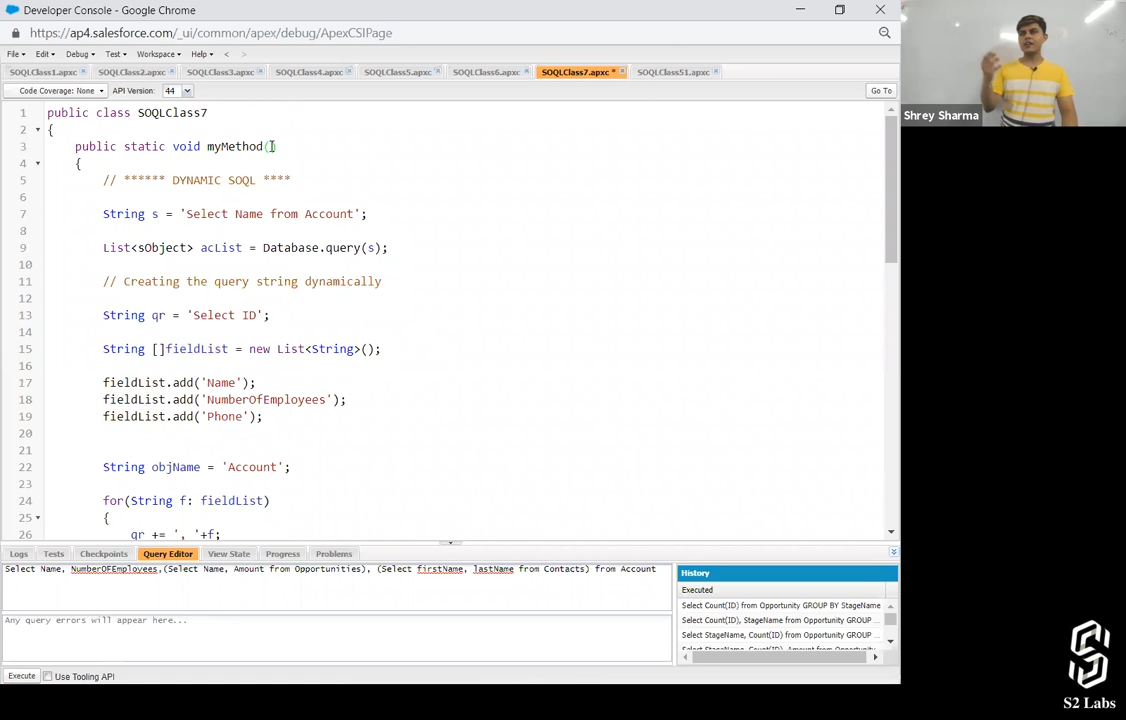 Developer Console - Google Chrome
https://ap4.salesforce.com/_ui/common/apex/debug/ApexCSIPage
File Edit Debug Test Workspace Help < >
SOQLClass1.apxc SOQLClass2.apxc SOQLClass3.apxc SOQLClass4.apxc SOQLClass5.apxc SOQLClass6.apxc SOQLClass7.apxc * SOQLClass51.apxc
Code Coverage: None API Version: 44 Go To
Shrey Sharma
1 public class SOQLClass7
2 {
3 public static void myMethod()
4 {
5 // ****** DYNAMIC SOQL ****
6
7 String s = 'Select Name from Account';
8
9 List<sObject> acList = Database.query(s);
10
11 // Creating the query string dynamically
12
13 String qr = 'Select ID';
14
15 String []fieldList = new List<String>();
16
17 fieldList.add('Name');
18 fieldList.add('NumberOfEmployees');
19 fieldList.add('Phone');
20
21
22 String objName = 'Account';
23
24 for(String f: fieldList)
25 {
26 qr += ', '+f;
Logs Tests Checkpoints Query Editor View State Progress Problems
Select Name, NumberOFEmployees,(Select Name, Amount from Opportunities), (Select firstName, lastName from Contacts) from Account
Any query errors will appear here...
History
Executed
Select Count(ID) from Opportunity GROUP BY StageName
Select Count(ID), StageName from Opportunity GROUP ...
Select StageName, Count(ID) from Opportunity GROUP ...
Select StageName, Count(ID), Amount from Opportunity...
Execute Use Tooling API
S2 Labs